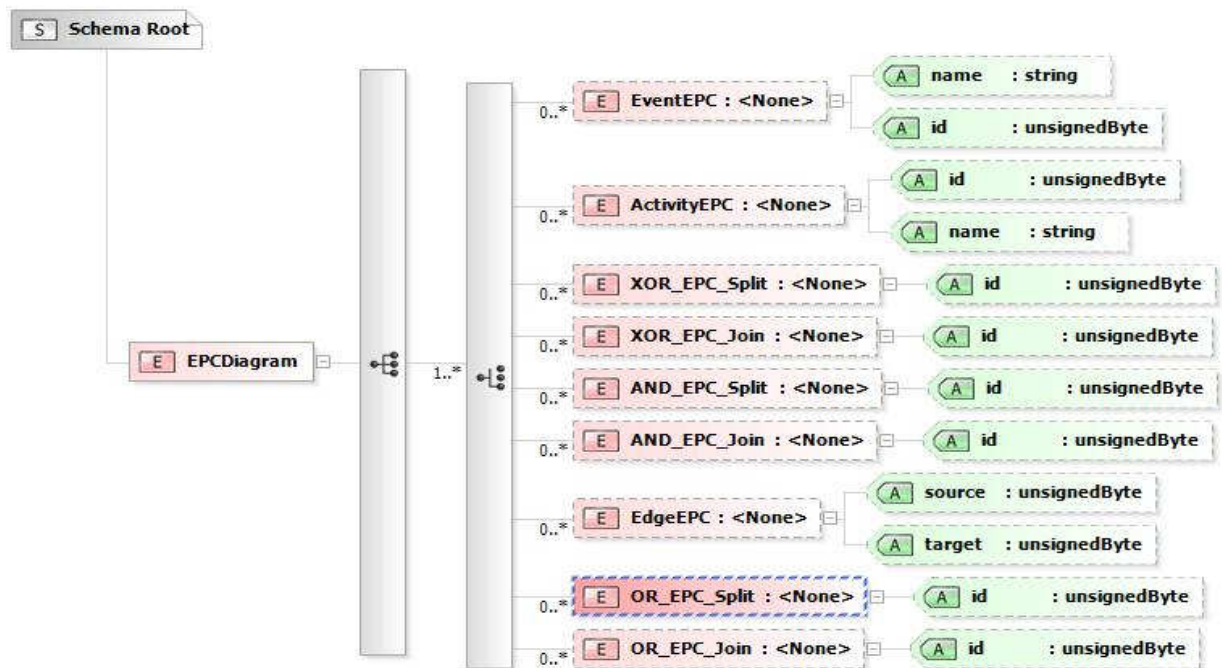 S Schema Root
A name : string
E EventEPC : <None>
0..*
A id : unsignedByte
A id : unsignedByte
E ActivityEPC : <None>
0..*
A name : string
E XOR_EPC_Split : <None> A id : unsignedByte
0..*
E XOR_EPC_Join : <None> A id : unsignedByte
0..*
E EPCDiagram
1..*
E AND_EPC_Split : <None> A id : unsignedByte
0..*
E AND_EPC_Join : <None> A id : unsignedByte
0..*
A source : unsignedByte
E EdgeEPC : <None>
0..*
A target : unsignedByte
E OR_EPC_Split : <None> A id : unsignedByte
0..*
E OR_EPC_Join : <None> A id : unsignedByte
0..*